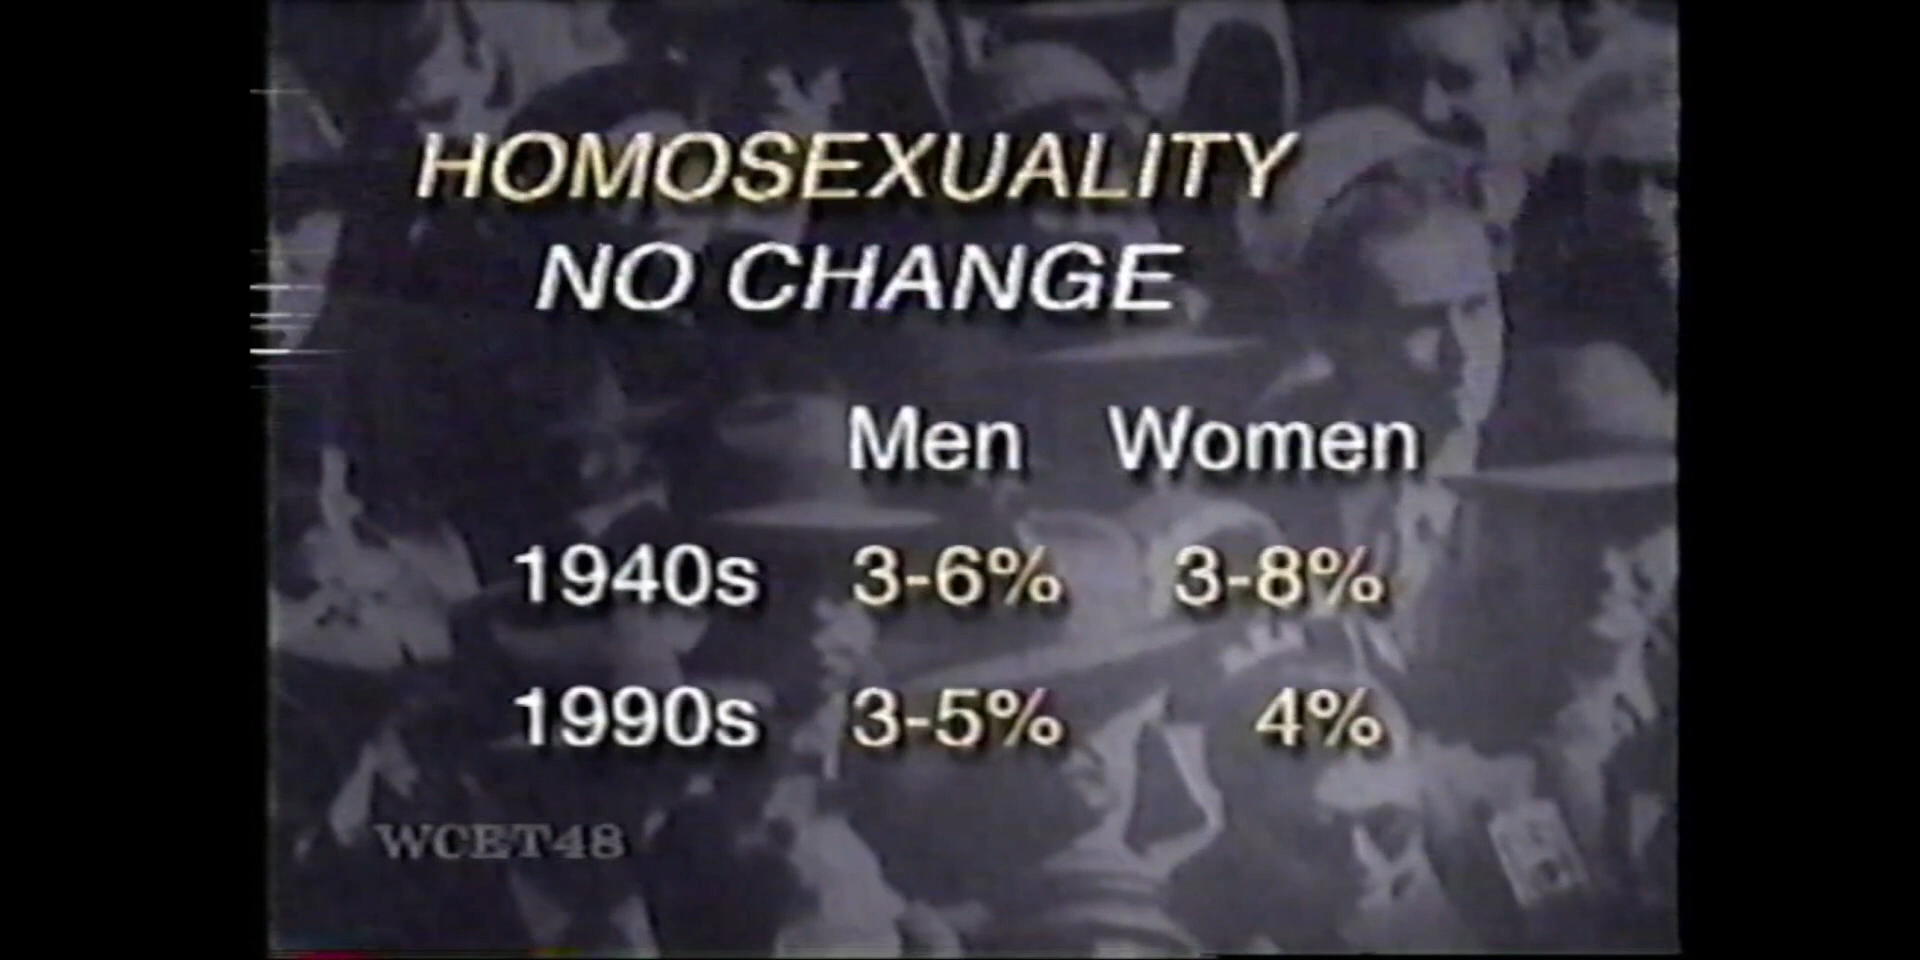 HOMOSEXUALITY
NO CHANGE
Men Women
1940s 3-6% 3-8%
1990s 3-5% 4%
WCET48